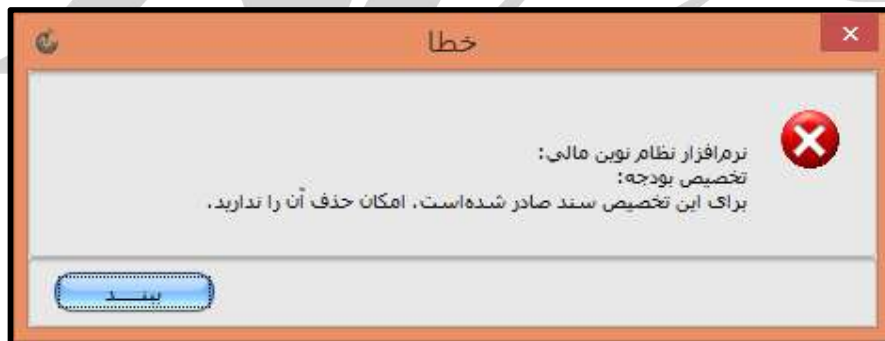 خطا
نرم‌افزار نظام نوین مالی:
تخصیص بودجه:
برای این تخصیص سند صادر شده‌است. امکان حذف آن را ندارید.
ببنـــد